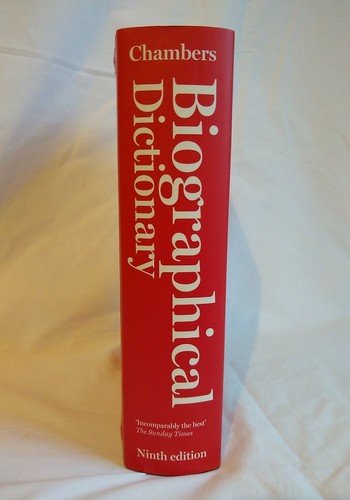 Chambers
Biographical
Dictionary
'Incomparably the best'
The Sunday Times
Ninth edition